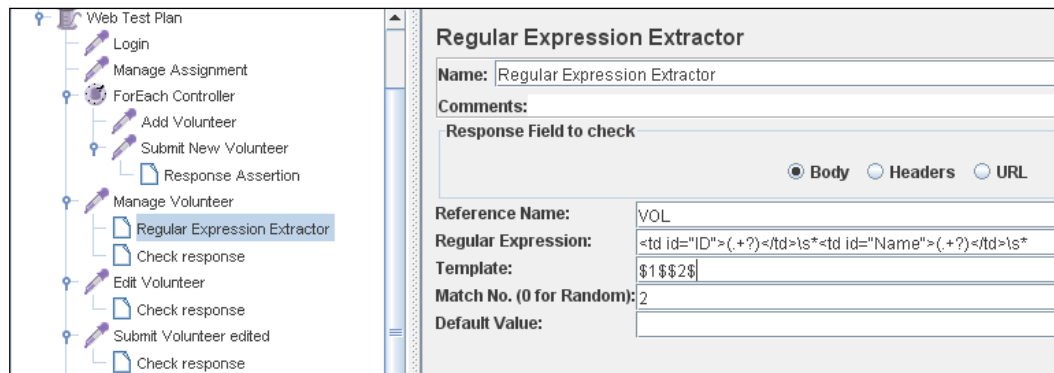 Web Test Plan
Login
Manage Assignment
ForEach Controller
Add Volunteer
Submit New Volunteer
Response Assertion
Manage Volunteer
Regular Expression Extractor
Check response
Edit Volunteer
Check response
Submit Volunteer edited
Check response
Regular Expression Extractor
Name: Regular Expression Extractor
Comments:
Response Field to check
Body Headers URL
Reference Name: VOL
Regular Expression: <td id="ID">(.+?)</td>\s*<td id="Name">(.+?)</td>\s*
Template: $1$$2$
Match No. (0 for Random): 2
Default Value: